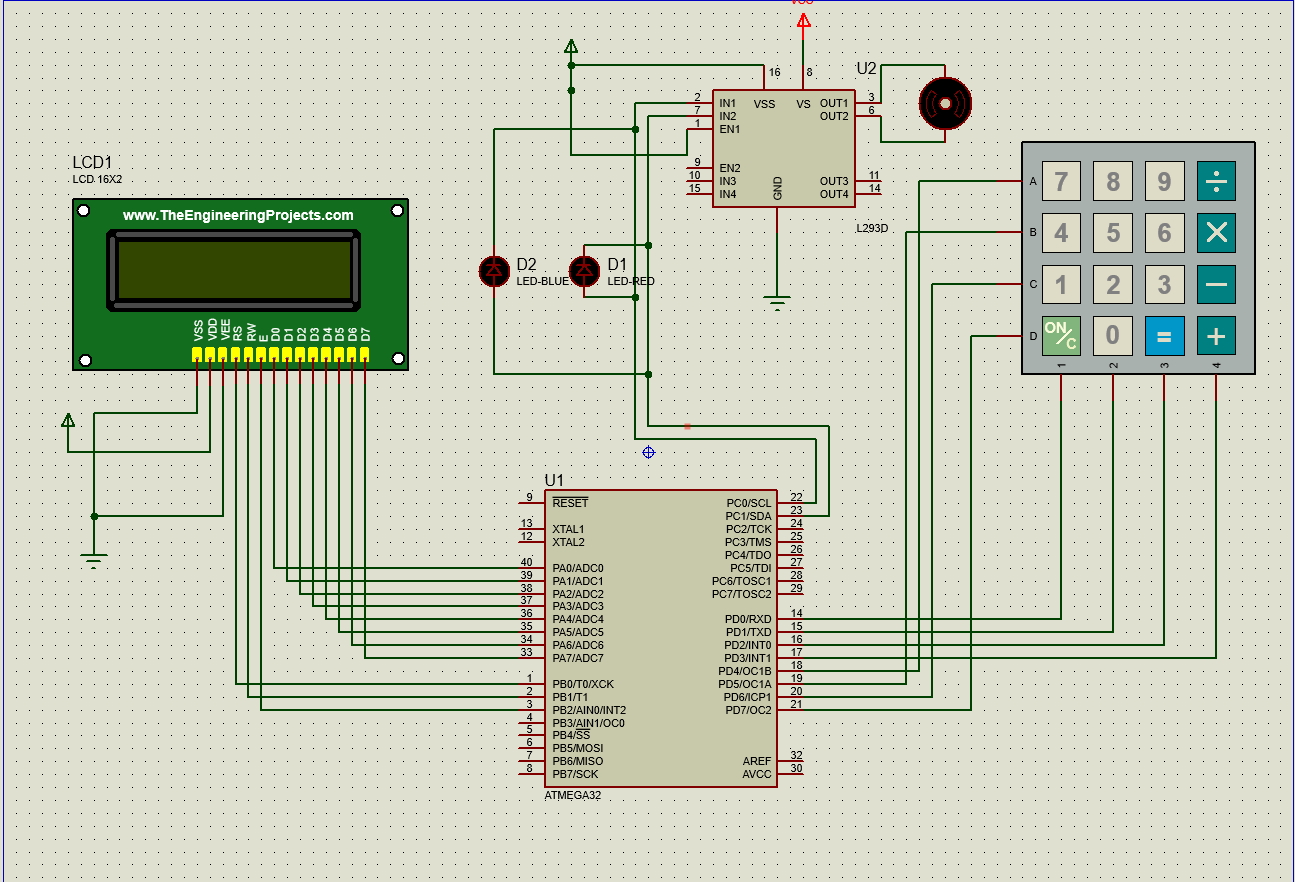 VCC
16
8
U2
2
IN1
VSS
VS
OUT1
3
7
IN2
OUT2
6
1
EN1
9
EN2
10
IN3
OUT3
11
15
IN4
OUT4
14
GND
L293D
LCD1
LCD 16X2
www.TheEngineeringProjects.com
VSS
VDD
VEE
RS
RW
E
D0
D1
D2
D3
D4
D5
D6
D7
D2
LED-BLUE
D1
LED-RED
A
7
8
9
÷
B
4
5
6
×
C
1
2
3
−
D
ON/C
0
=
+
1
2
3
4
U1
9
RESET
PC0/SCL
22
PC1/SDA
23
13
XTAL1
PC2/TCK
24
12
XTAL2
PC3/TMS
25
PC4/TDO
26
40
PA0/ADC0
PC5/TDI
27
39
PA1/ADC1
PC6/TOSC1
28
38
PA2/ADC2
PC7/TOSC2
29
37
PA3/ADC3
36
PA4/ADC4
PD0/RXD
14
35
PA5/ADC5
PD1/TXD
15
34
PA6/ADC6
PD2/INT0
16
33
PA7/ADC7
PD3/INT1
17
PD4/OC1B
18
1
PB0/T0/XCK
PD5/OC1A
19
2
PB1/T1
PD6/ICP1
20
3
PB2/AIN0/INT2
PD7/OC2
21
4
PB3/AIN1/OC0
5
PB4/SS
6
PB5/MOSI
7
PB6/MISO
AREF
32
8
PB7/SCK
AVCC
30
ATMEGA32